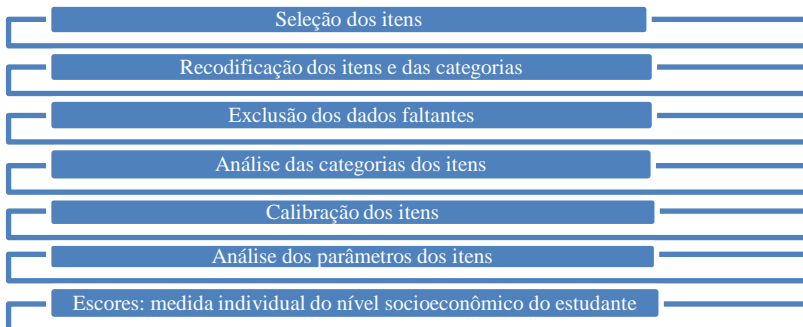 Seleção dos itens
Recodificação dos itens e das categorias
Exclusão dos dados faltantes
Análise das categorias dos itens
Calibração dos itens
Análise dos parâmetros dos itens
Escores: medida individual do nível socioeconômico do estudante